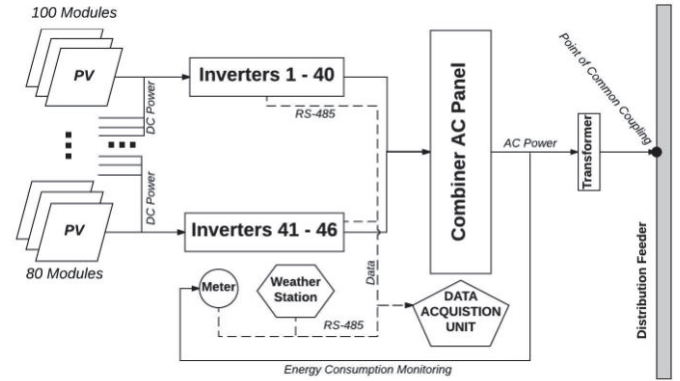 100 Modules
PV
DC Power
Inverters 1 - 40
RS-485
Combiner AC Panel
AC Power
Transformer
Point of Common Coupling
Distribution Feeder
DC Power
PV
80 Modules
Inverters 41 - 46
Data
Meter
Weather
Station
RS-485
DATA
ACQUISTION
UNIT
Energy Consumption Monitoring